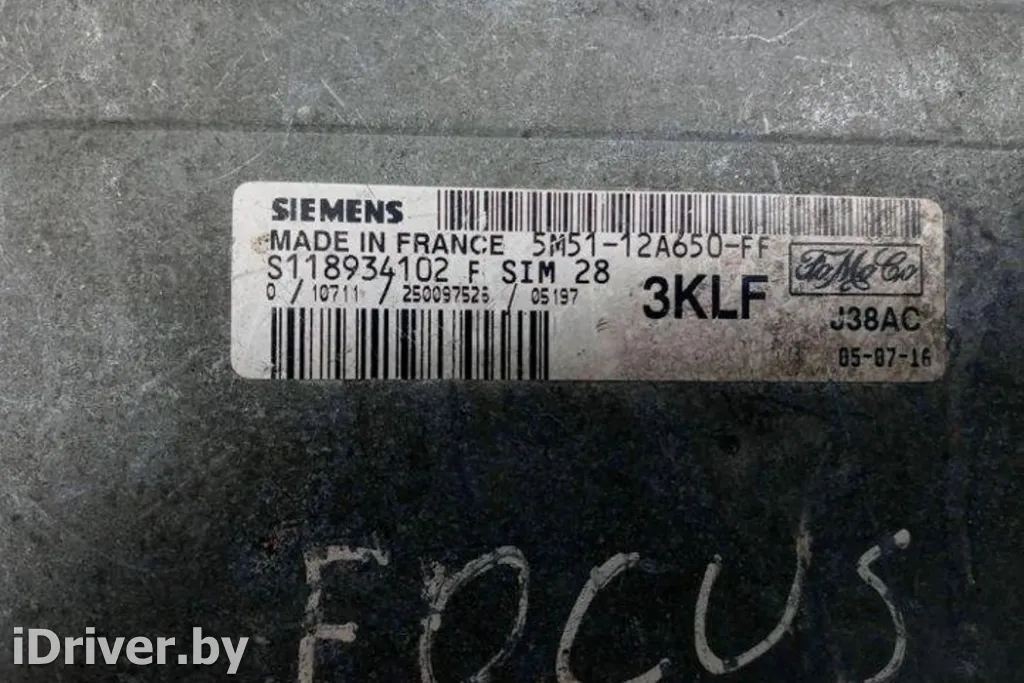 SIEMENS
MADE IN FRANCE 5M51-12A650-FF
S118934102 F SIM 28
0 / 10711 / 250097526 / 05197
3KLF
FoMoCo
J38AC
05-07-16
FOCUS
iDriver.by